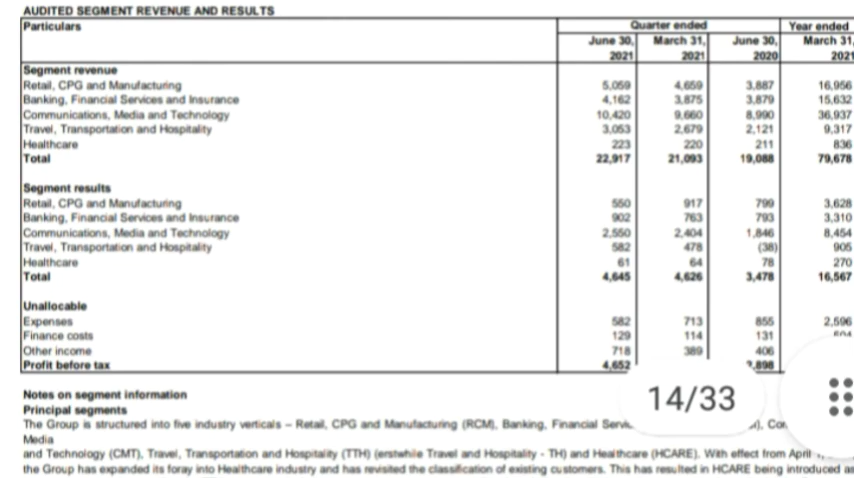 AUDITED SEGMENT REVENUE AND RESULTS
Particulars Quarter ended Year ended
June 30, March 31, June 30, March 31,
2021 2021 2020 2021
Segment revenue
Retail, CPG and Manufacturing 5,059 4,659 3,887 16,956
Banking, Financial Services and Insurance 4,162 3,875 3,879 15,632
Communications, Media and Technology 10,420 9,660 8,990 36,937
Travel, Transportation and Hospitality 3,053 2,679 2,121 9,317
Healthcare 223 220 211 836
Total 22,917 21,093 19,088 79,678
Segment results
Retail, CPG and Manufacturing 550 917 799 3,628
Banking, Financial Services and Insurance 902 763 793 3,310
Communications, Media and Technology 2,550 2,404 1,846 8,454
Travel, Transportation and Hospitality 582 478 (38) 905
Healthcare 61 64 78 270
Total 4,645 4,626 3,478 16,567
Unallocable
Expenses 582 713 855 2,596
Finance costs 129 114 131
Other income 718 389 406
Profit before tax 4,652
14/33
Notes on segment information
Principal segments
The Group is structured into five industry verticals – Retail, CPG and Manufacturing (RCM), Banking, Financial
Media
and Technology (CMT), Travel, Transportation and Hospitality (TTH) (erstwhile Travel and Hospitality - TH) and Healthcare (HCARE). With effect from April
the Group has expanded its foray into Healthcare industry and has revisited the classification of existing customers. This has resulted in HCARE being introduced as